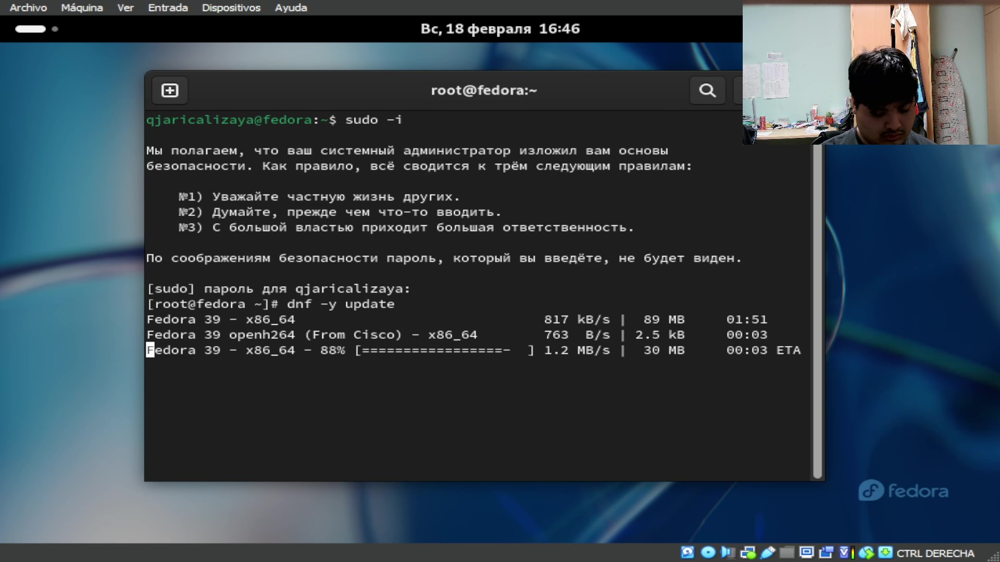 Archivo Máquina Ver Entrada Dispositivos Ayuda
Вс, 18 февраля 16:46
root@fedora:~
qjaricalizaya@fedora:~$ sudo -i
Мы полагаем, что ваш системный администратор изложил вам основы
безопасности. Как правило, всё сводится к трём следующим правилам:
№1) Уважайте частную жизнь других.
№2) Думайте, прежде чем что-то вводить.
№3) С большой властью приходит большая ответственность.
По соображениям безопасности пароль, который вы введёте, не будет виден.
[sudo] пароль для qjaricalizaya:
[root@fedora ~]# dnf -y update
Fedora 39 - x86_64 817 kB/s | 89 MB 01:51
Fedora 39 openh264 (From Cisco) - x86_64 763 B/s | 2.5 kB 00:03
Fedora 39 - x86_64 - 88% [=================- ] 1.2 MB/s | 30 MB 00:03 ETA
fedora
CTRL DERECHA